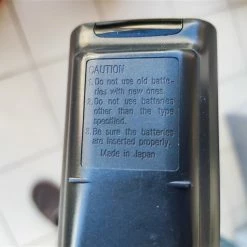 CAUTION
1. Do not use old batte-
ries with new ones.
2. Do not use batteries
other than the type
specified.
3. Be sure the batteries
are inserted properly.
Made in Japan